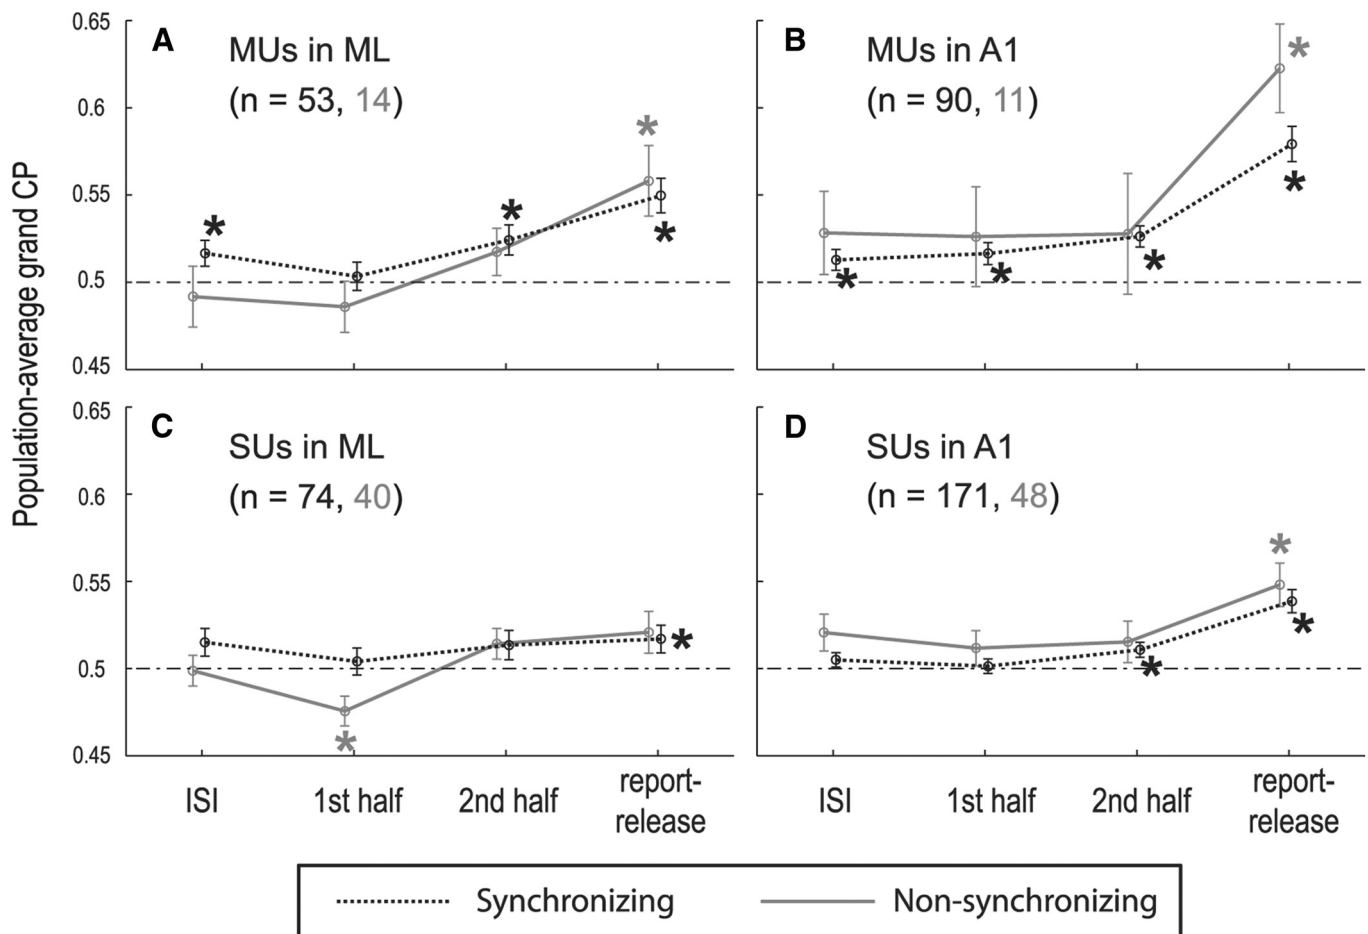 Population-average grand CP
A
MUs in ML
(n = 53, 14)
0.65
0.6
0.55
0.5
0.45
*
*
*
*
B
MUs in A1
(n = 90, 11)
*
*
*
*
*
C
SUs in ML
(n = 74, 40)
0.65
0.6
0.55
0.5
0.45
*
*
D
SUs in A1
(n = 171, 48)
*
*
*
ISI
1st half
2nd half
report-
release
ISI
1st half
2nd half
report-
release
Synchronizing
Non-synchronizing